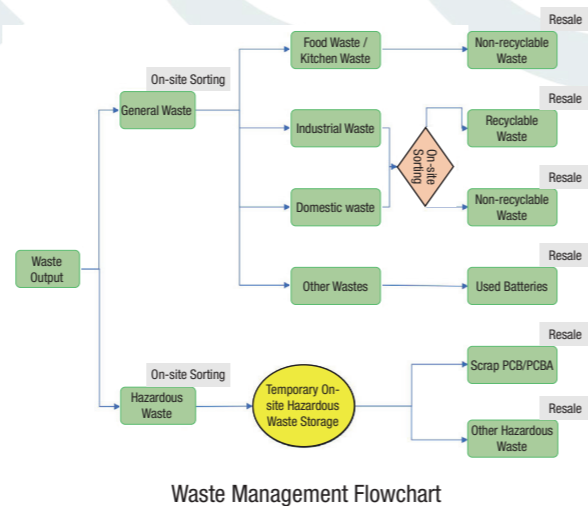 Resale
Food Waste /
Kitchen Waste
Non-recyclable
Waste
On-site Sorting
General Waste
Resale
Industrial Waste
On-site
Sorting
Recyclable
Waste
Resale
Domestic waste
Non-recyclable
Waste
Waste
Output
Resale
Other Wastes
Used Batteries
Resale
On-site Sorting
Scrap PCB/PCBA
Hazardous
Waste
Temporary On-
site Hazardous
Waste Storage
Resale
Other Hazardous
Waste
Waste Management Flowchart